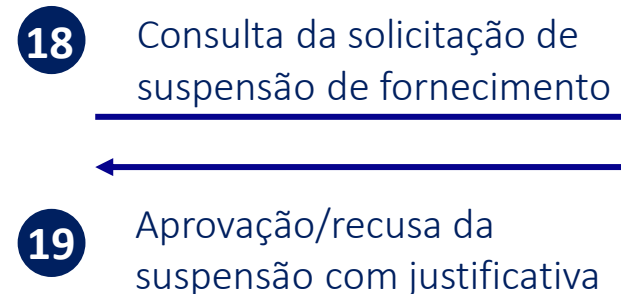 18 Consulta da solicitação de
suspensão de fornecimento
19 Aprovação/recusa da
suspensão com justificativa